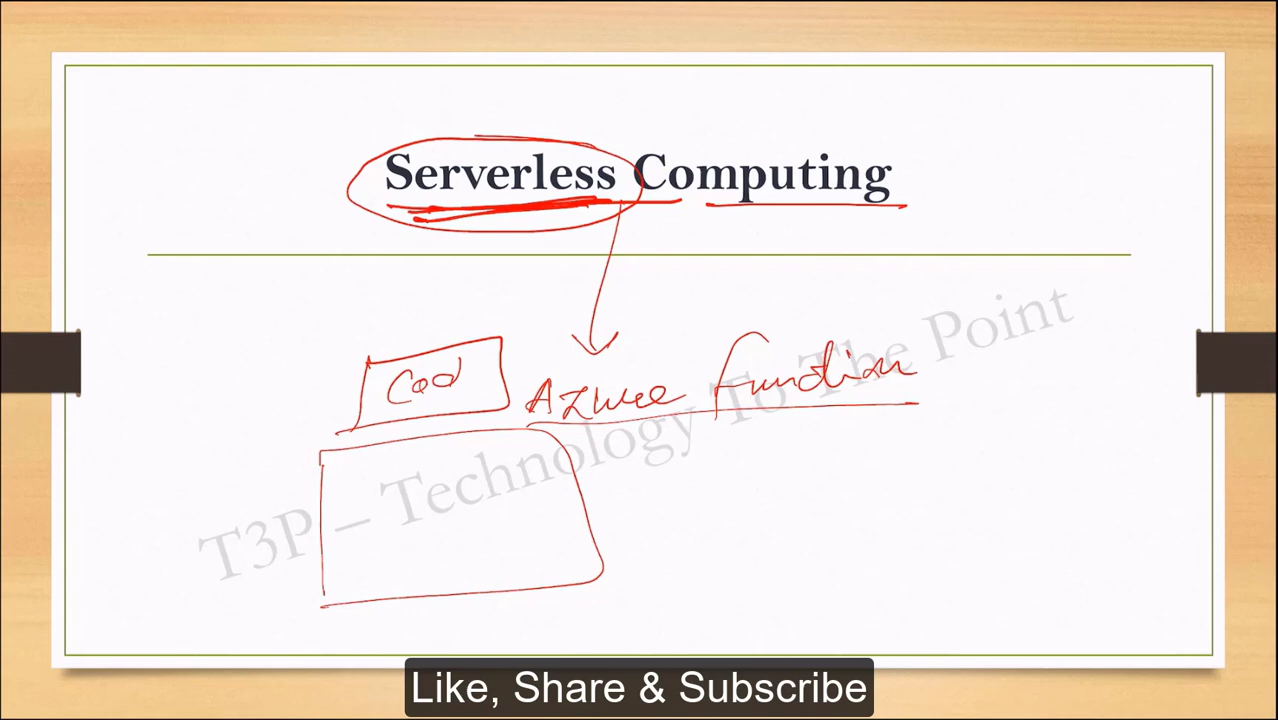 Serverless Computing
Cod
Azure Function
T3P – Technology To The Point
Like, Share & Subscribe